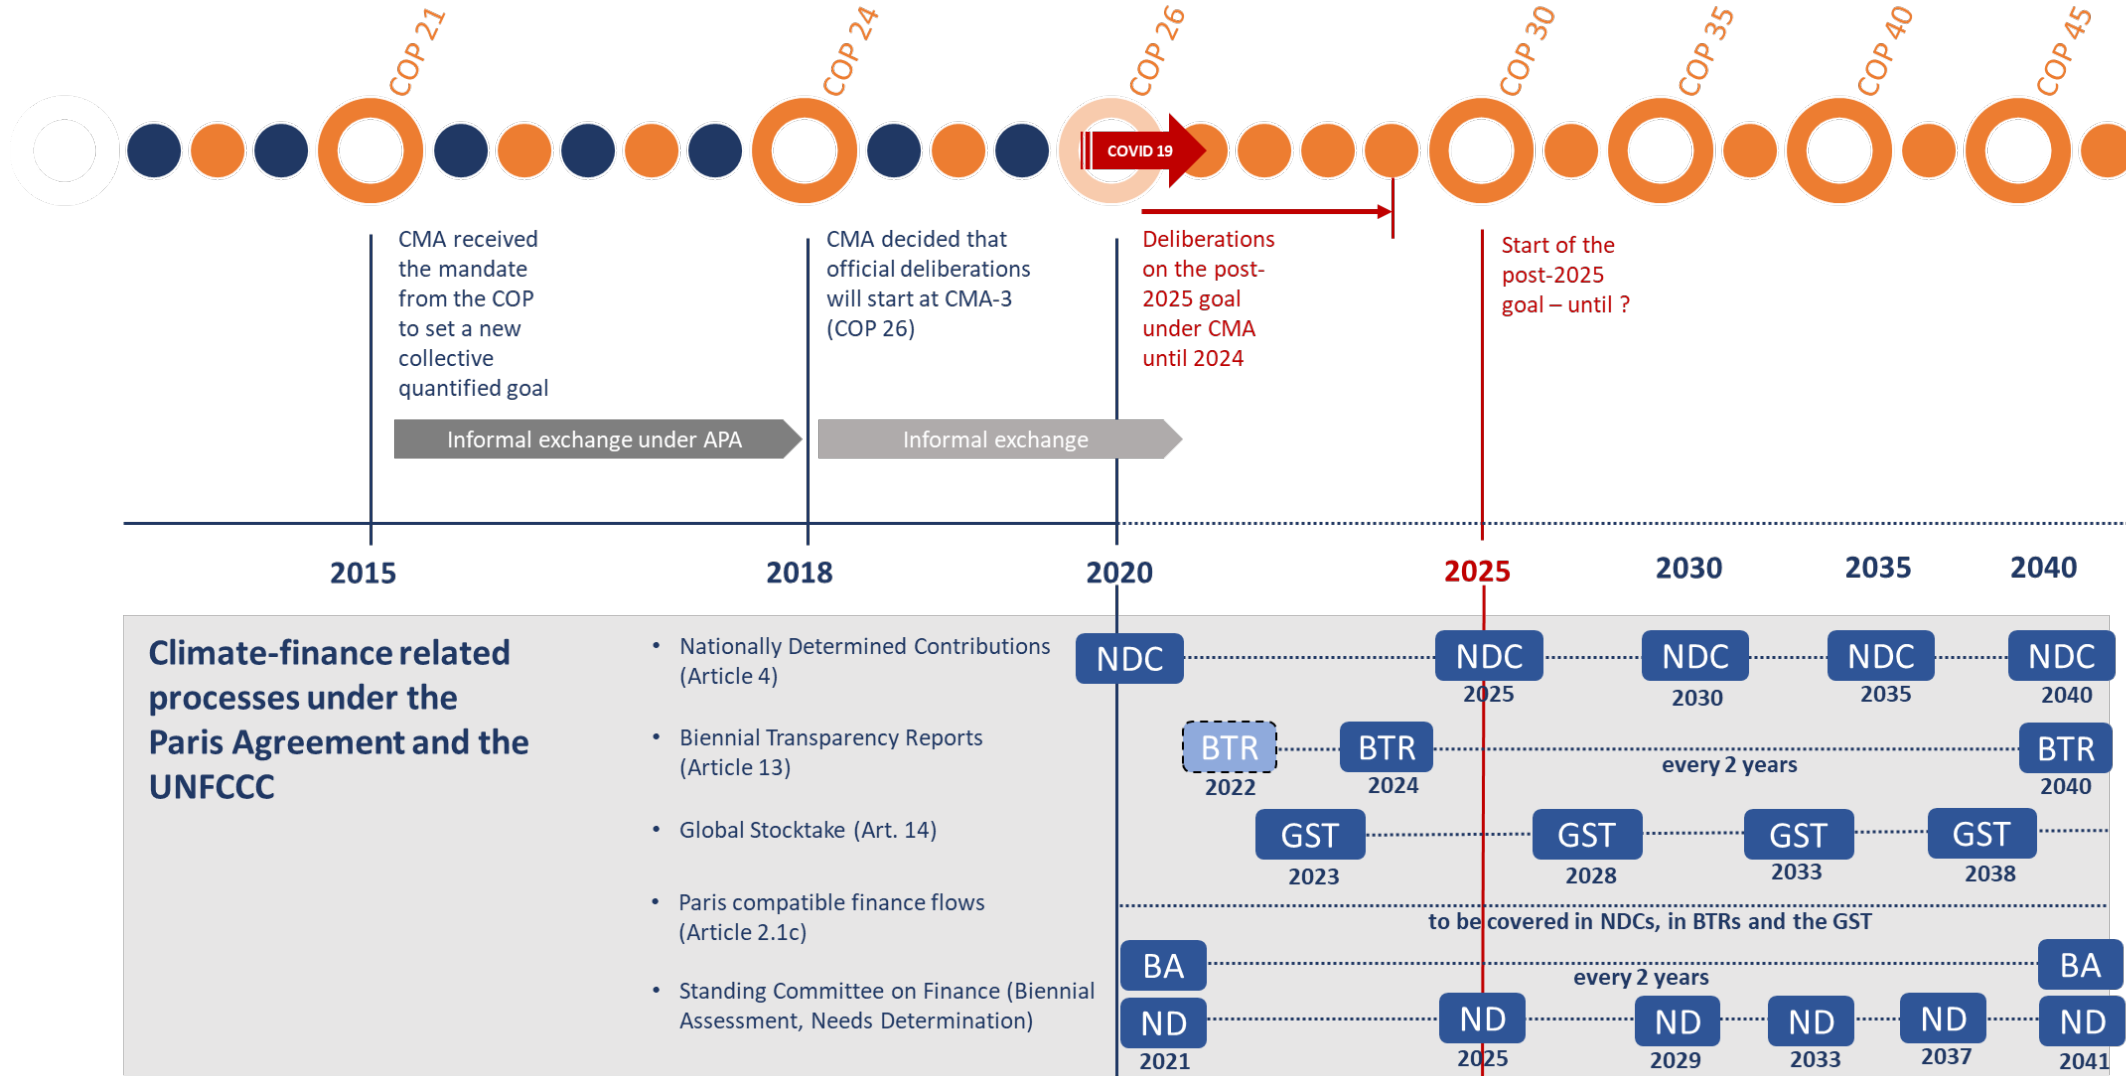 COP 21
COP 24
COP 26
COP 30
COP 35
COP 40
COP 45
COVID 19
CMA received
the mandate
from the COP
to set a new
collective
quantified goal
CMA decided that
official deliberations
will start at CMA-3
(COP 26)
Deliberations
on the post-
2025 goal
under CMA
until 2024
Start of the
post-2025
goal – until ?
Informal exchange under APA
Informal exchange
2015
2018
2020
2025
2030
2035
2040
Climate-finance related
processes under the
Paris Agreement and the
UNFCCC
• Nationally Determined Contributions
(Article 4)
NDC
NDC
NDC
NDC
NDC
2025
2030
2035
2040
• Biennial Transparency Reports
(Article 13)
BTR
BTR
BTR
every 2 years
2022
2024
2040
• Global Stocktake (Art. 14)
GST
GST
GST
GST
2023
2028
2033
2038
• Paris compatible finance flows
(Article 2.1c)
to be covered in NDCs, in BTRs and the GST
• Standing Committee on Finance (Biennial
Assessment, Needs Determination)
BA
every 2 years
BA
ND
ND
ND
ND
ND
ND
2021
2025
2029
2033
2037
2041